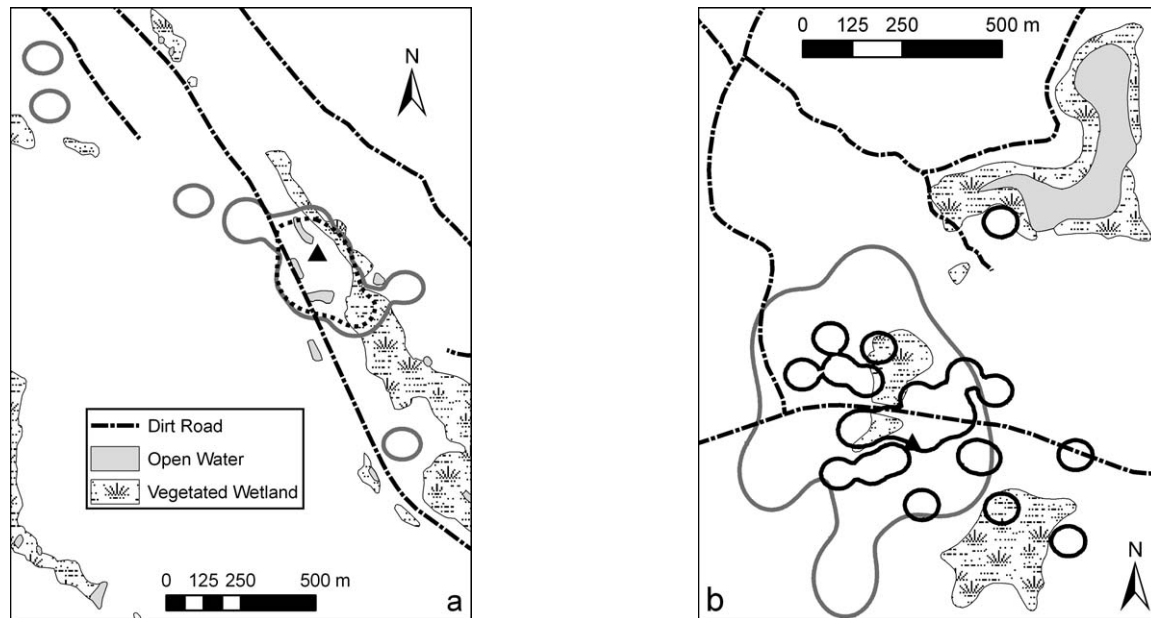 N
Dirt Road
Open Water
Vegetated Wetland
0 125 250 500 m
a
0 125 250 500 m
N
b